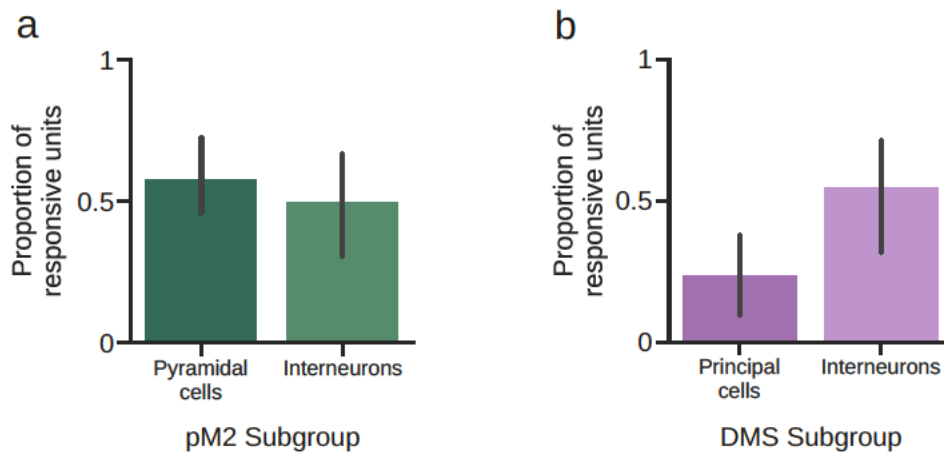 a
Proportion of
responsive units
1
0.5
0
Pyramidal
cells
Interneurons
pM2 Subgroup
b
Proportion of
responsive units
1
0.5
0
Principal
cells
Interneurons
DMS Subgroup